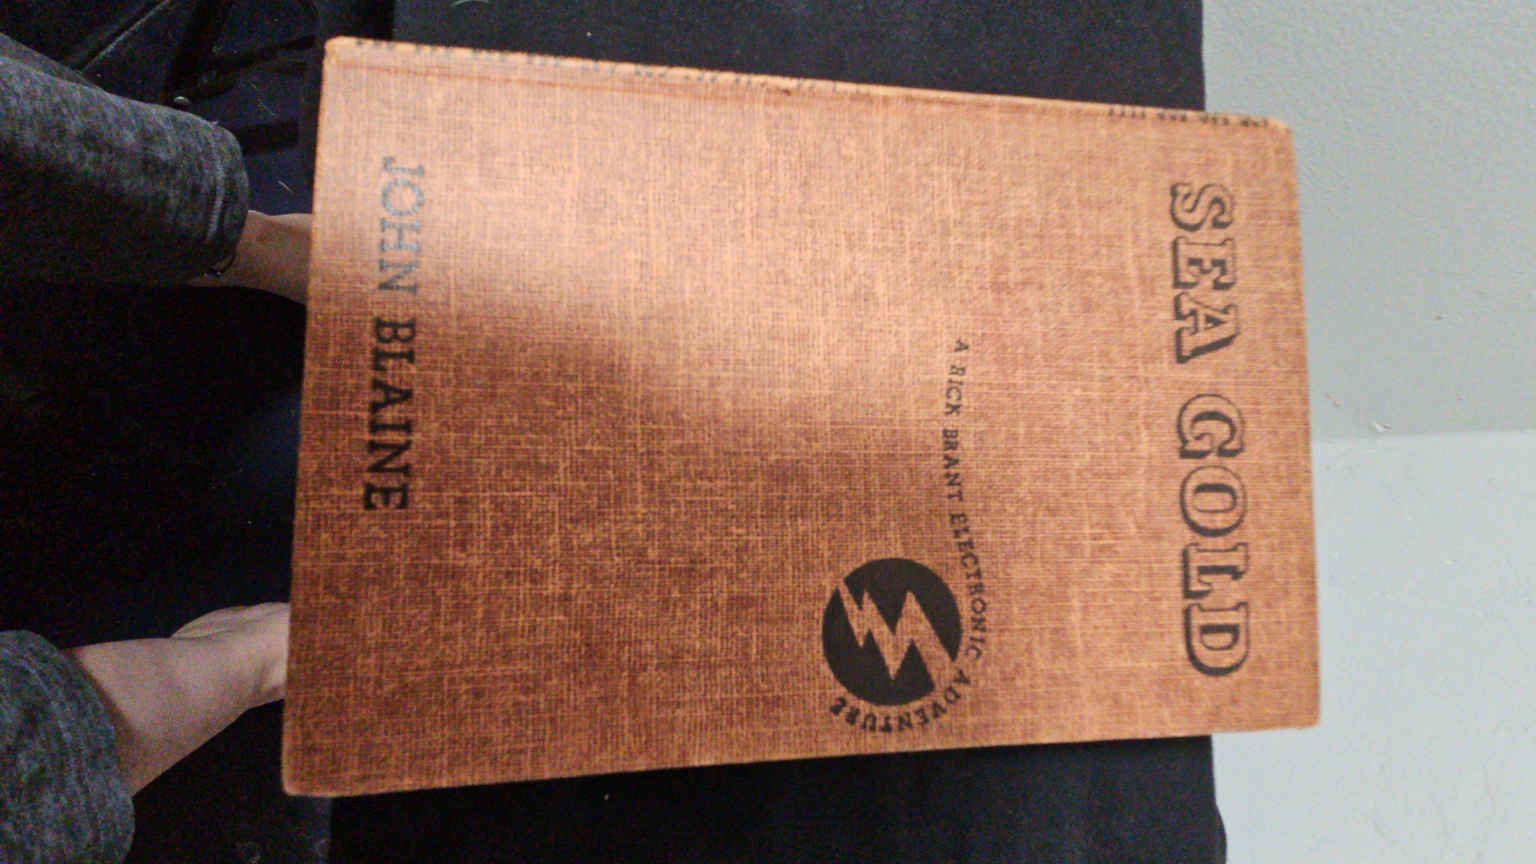 SEA GOLD
A RICK BRANT ELECTRONIC ADVENTURE
JOHN BLAINE